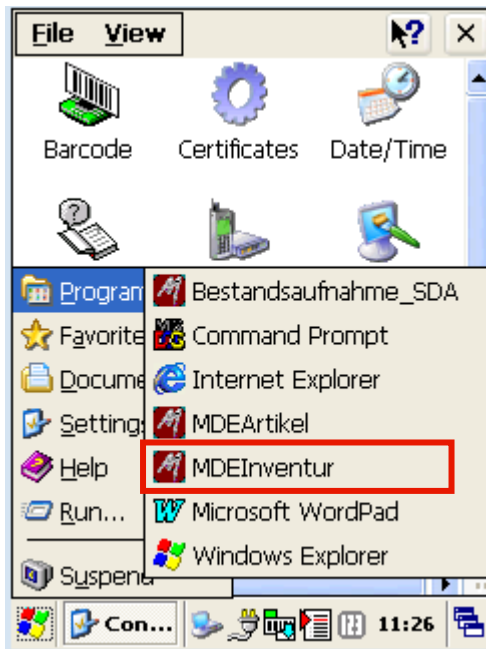 File View
Barcode Certificates Date/Time
Program Bestandsaufnahme_SDA
Favorite Command Prompt
Docume Internet Explorer
Setting MDEArtikel
Help MDEInventur
Run... Microsoft WordPad
Suspend Windows Explorer
Con... 11:26